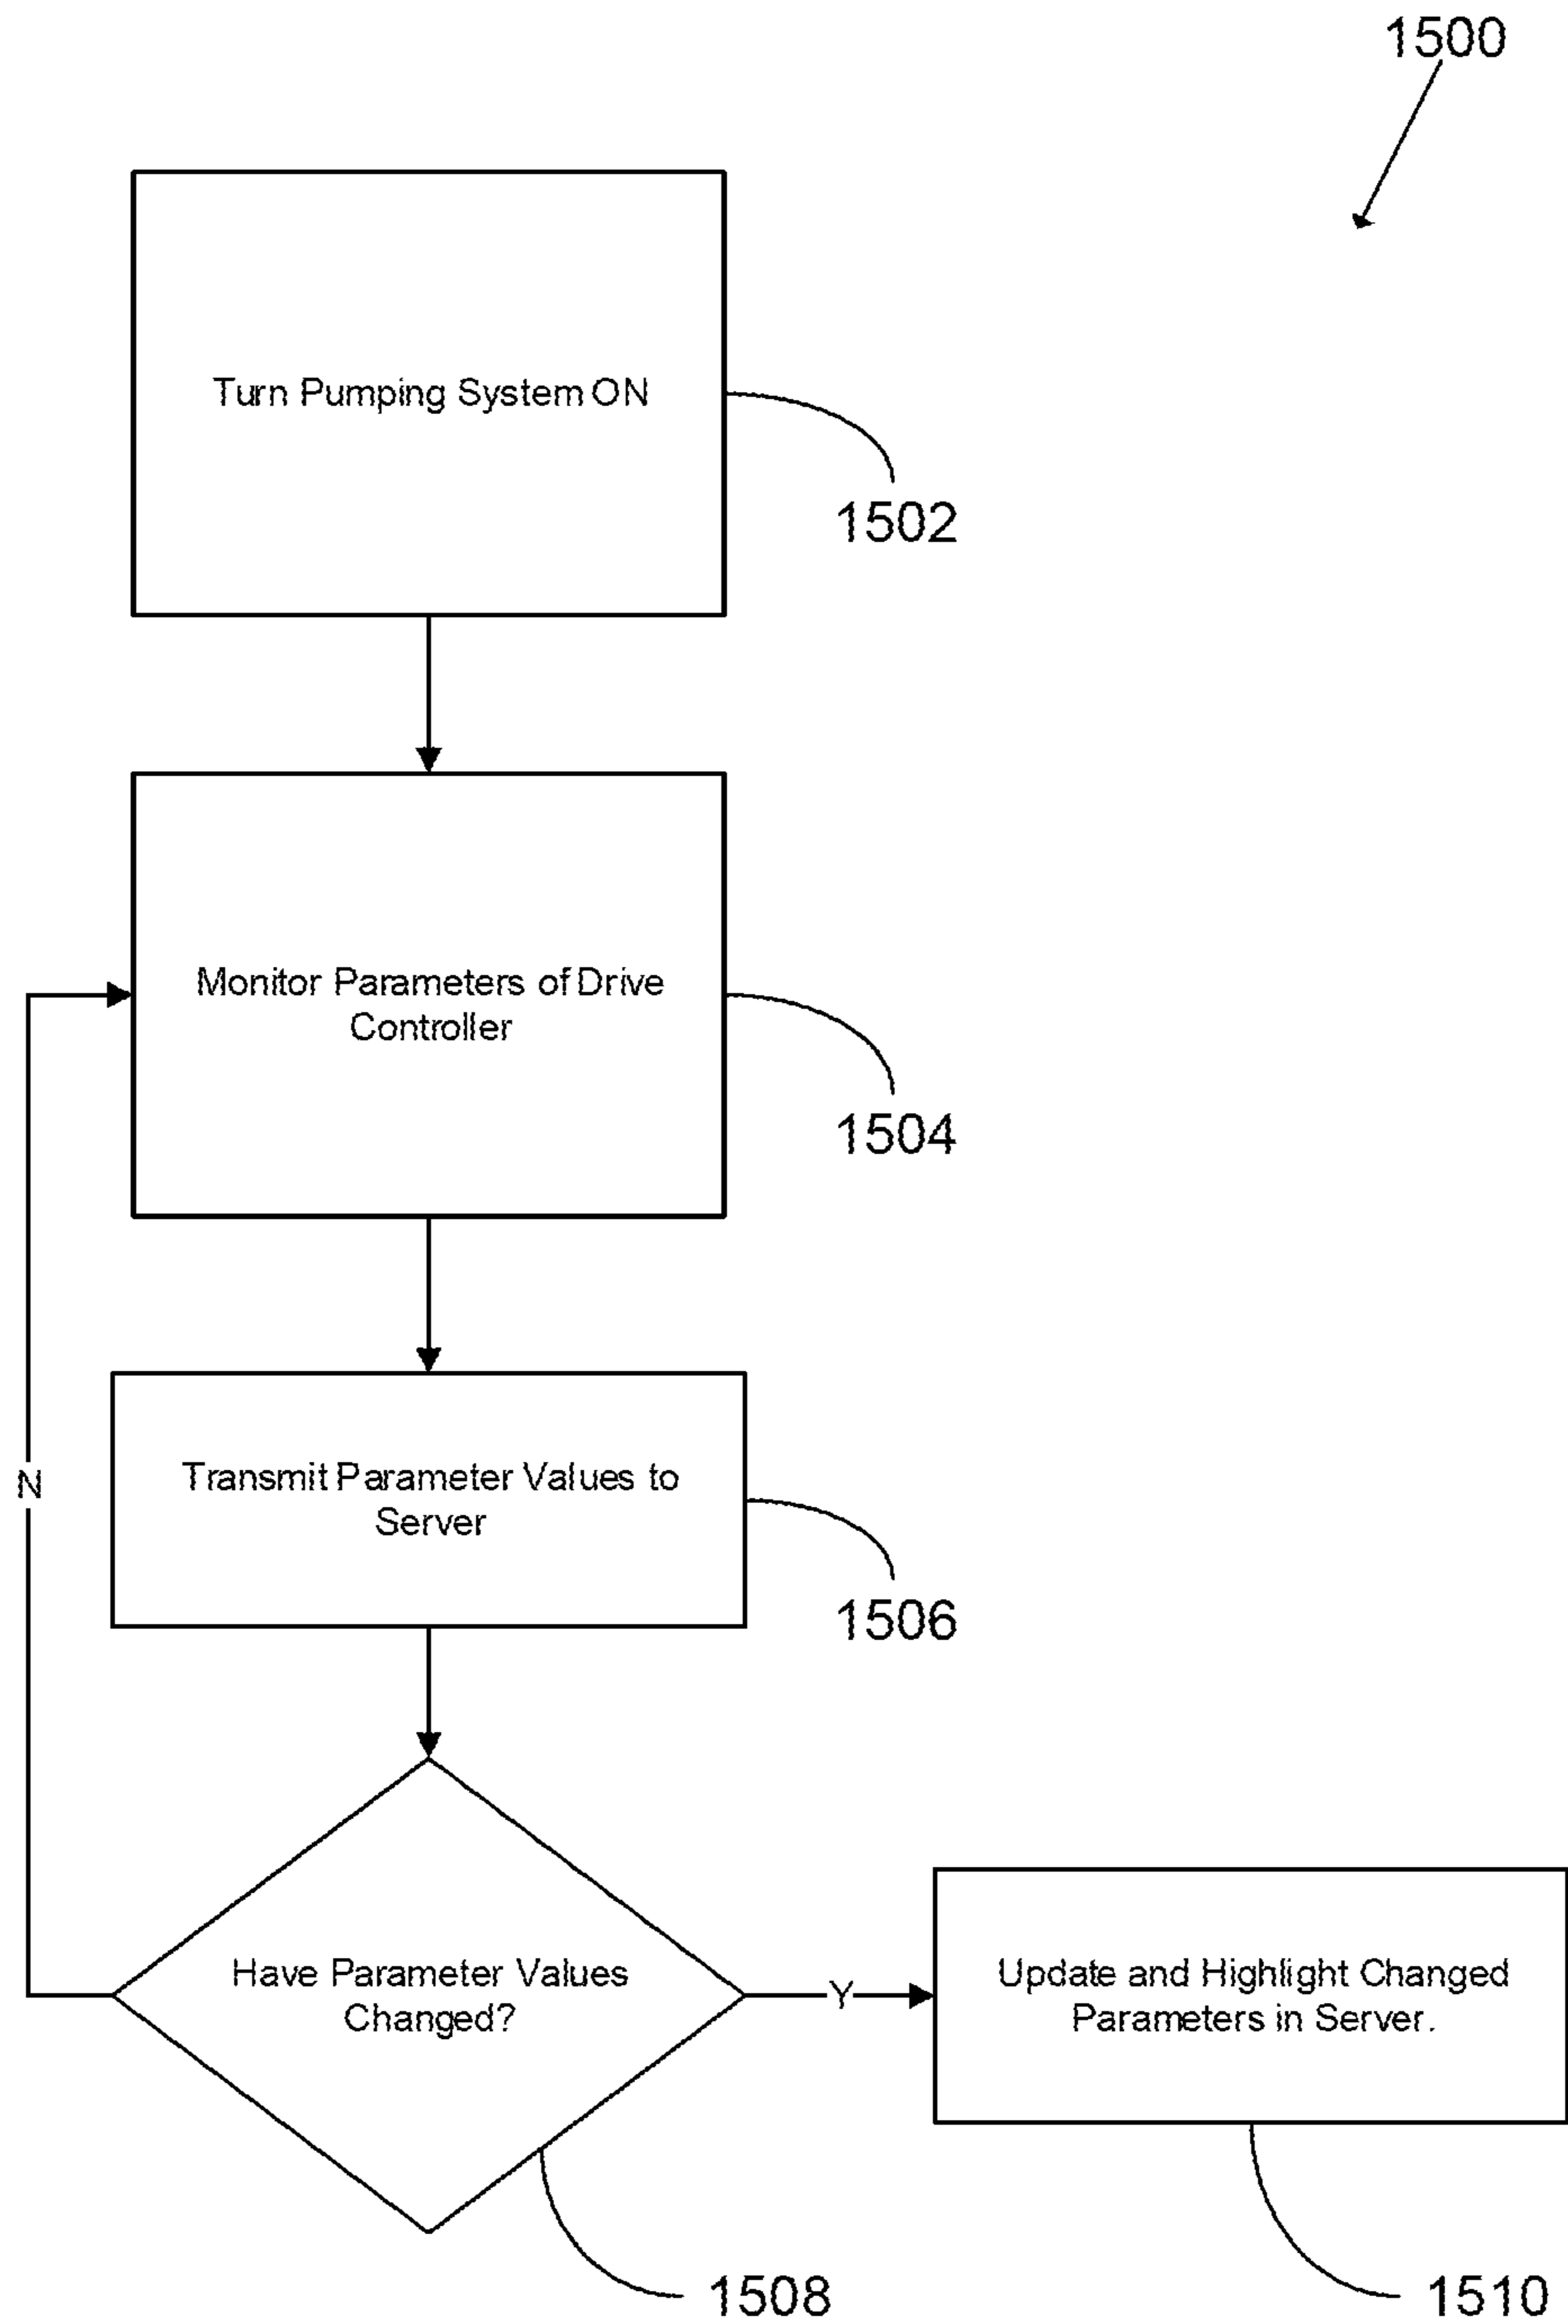 1500
Turn Pumping System ON
1502
Monitor Parameters of Drive
Controller
1504
N
Transmit Parameter Values to
Server
1506
Have Parameter Values
Changed?
Y
Update and Highlight Changed
Parameters in Server.
1508
1510